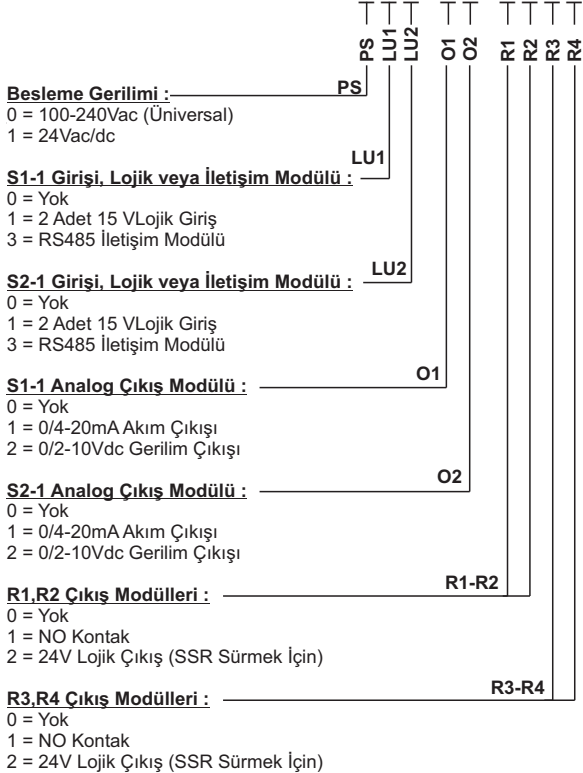 PS LU1 LU2 O1 O2 R1 R2 R3 R4
Besleme Gerilimi : PS
0 = 100-240Vac (Üniversal)
1 = 24Vac/dc
LU1
S1-1 Girişi, Lojik veya İletişim Modülü :
0 = Yok
1 = 2 Adet 15 VLojik Giriş
3 = RS485 İletişim Modülü
LU2
S2-1 Girişi, Lojik veya İletişim Modülü :
0 = Yok
1 = 2 Adet 15 VLojik Giriş
3 = RS485 İletişim Modülü
O1
S1-1 Analog Çıkış Modülü :
0 = Yok
1 = 0/4-20mA Akım Çıkışı
2 = 0/2-10Vdc Gerilim Çıkışı
O2
S2-1 Analog Çıkış Modülü :
0 = Yok
1 = 0/4-20mA Akım Çıkışı
2 = 0/2-10Vdc Gerilim Çıkışı
R1-R2
R1,R2 Çıkış Modülleri :
0 = Yok
1 = NO Kontak
2 = 24V Lojik Çıkış (SSR Sürmek İçin)
R3-R4
R3,R4 Çıkış Modülleri :
0 = Yok
1 = NO Kontak
2 = 24V Lojik Çıkış (SSR Sürmek İçin)